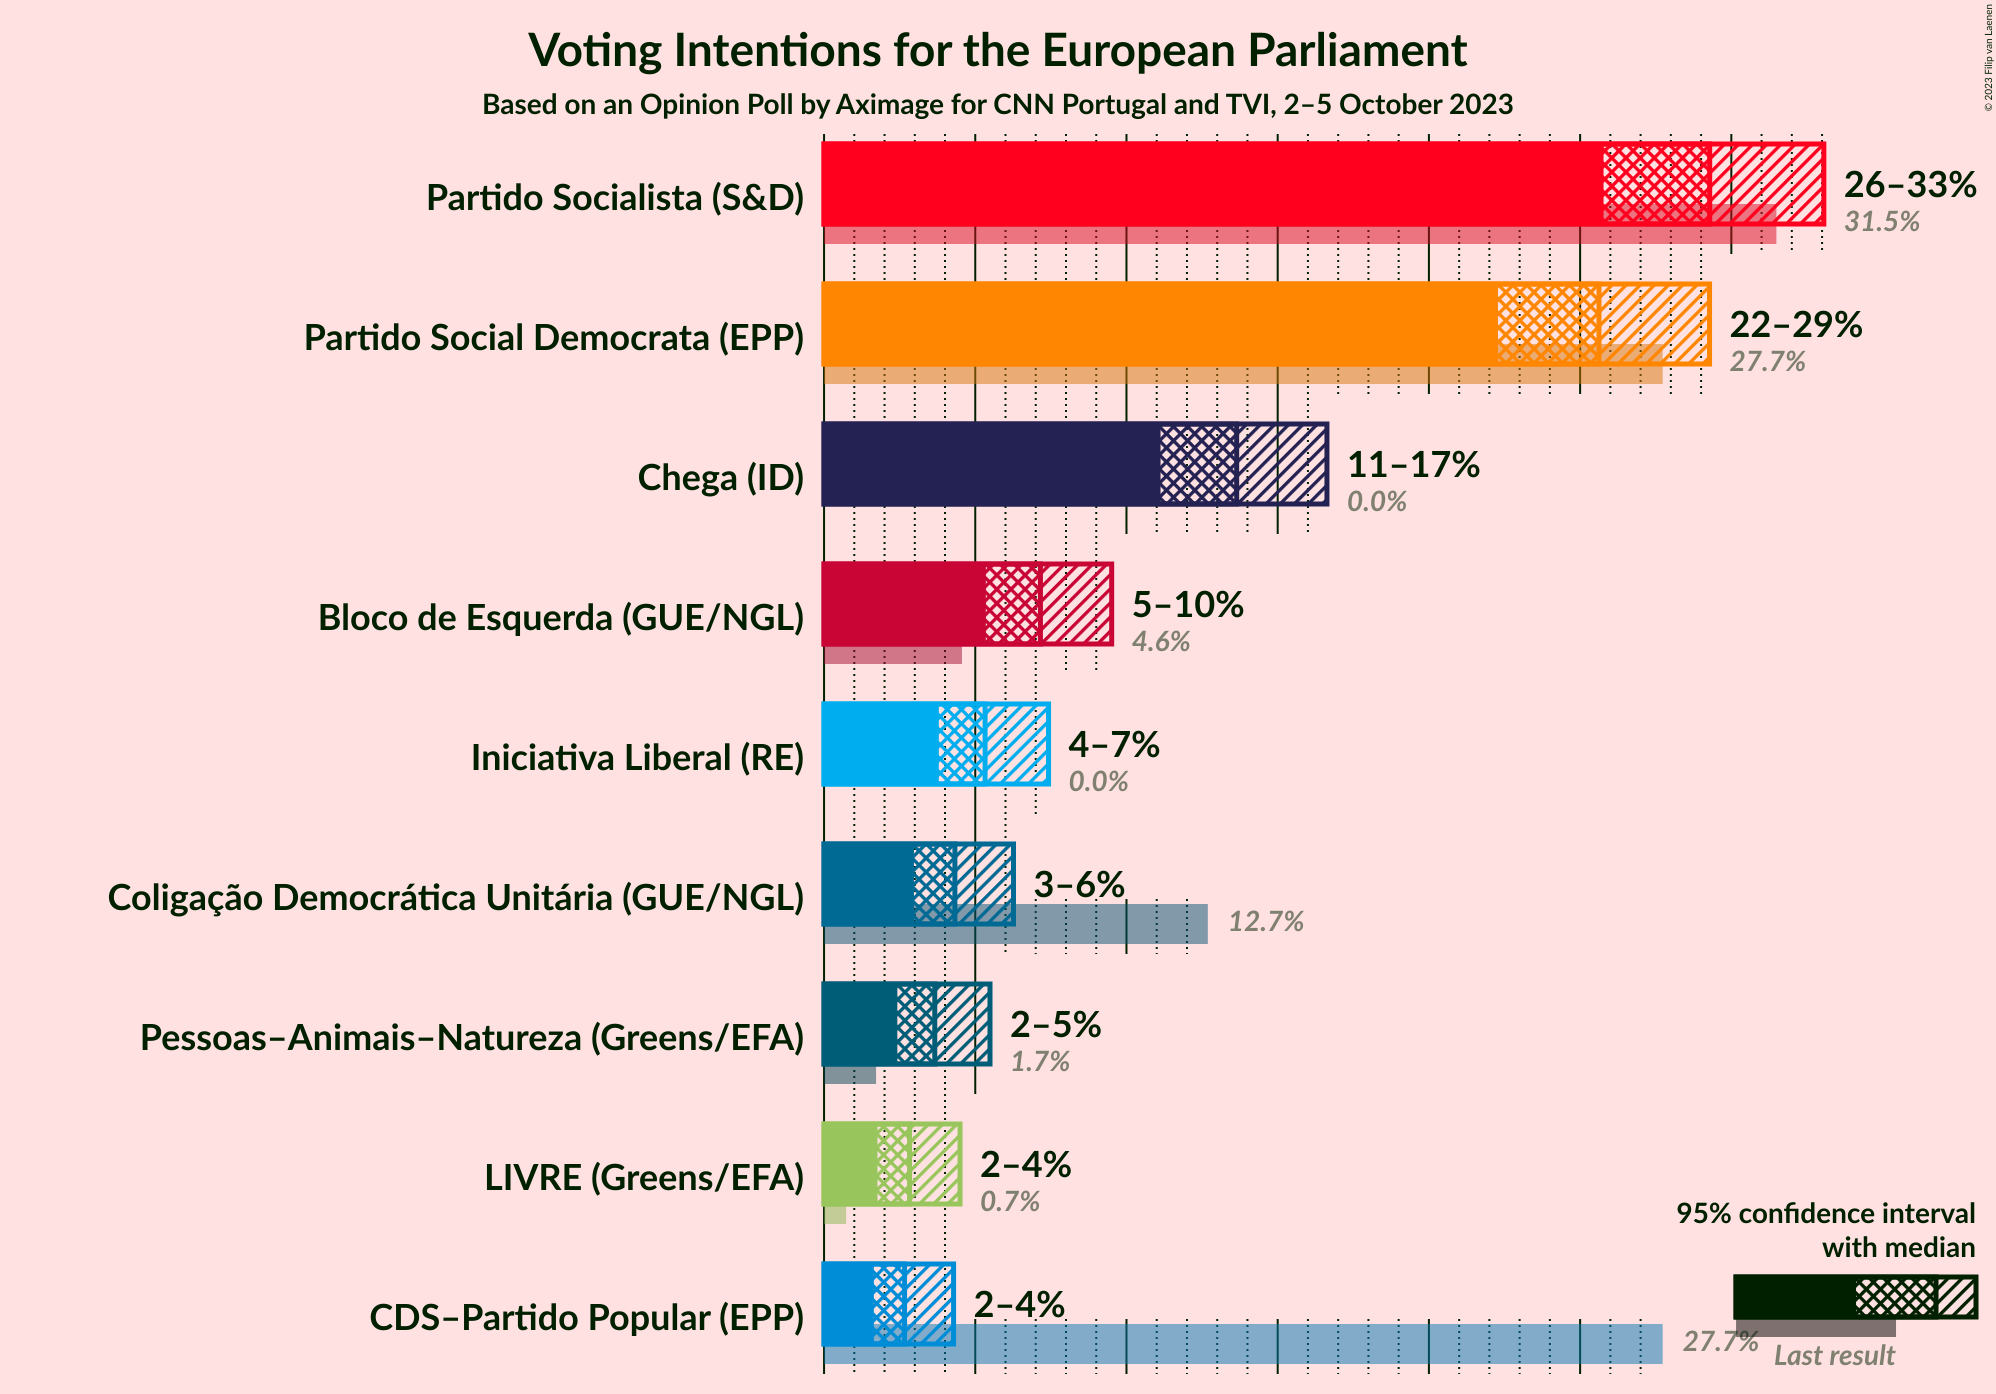 Voting Intentions for the European Parliament
Based on an Opinion Poll by Aximage for CNN Portugal and TVI, 2–5 October 2023
© 2023 Filip van Laenen
Partido Socialista (S&D)
26–33%
31.5%
Partido Social Democrata (EPP)
22–29%
27.7%
Chega (ID)
11–17%
0.0%
Bloco de Esquerda (GUE/NGL)
5–10%
4.6%
Iniciativa Liberal (RE)
4–7%
0.0%
Coligação Democrática Unitária (GUE/NGL)
3–6%
12.7%
Pessoas–Animais–Natureza (Greens/EFA)
2–5%
1.7%
LIVRE (Greens/EFA)
2–4%
0.7%
CDS–Partido Popular (EPP)
2–4%
27.7%
95% confidence interval
with median
Last result